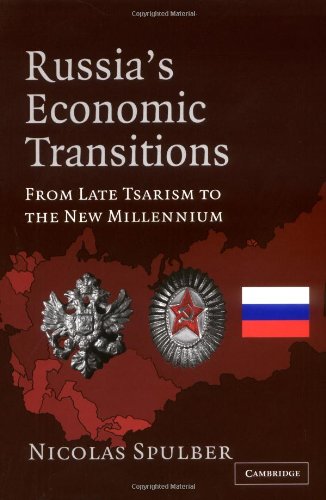 Russia's
Economic
Transitions
From Late Tsarism to
the New Millennium
Nicolas Spulber
Cambridge